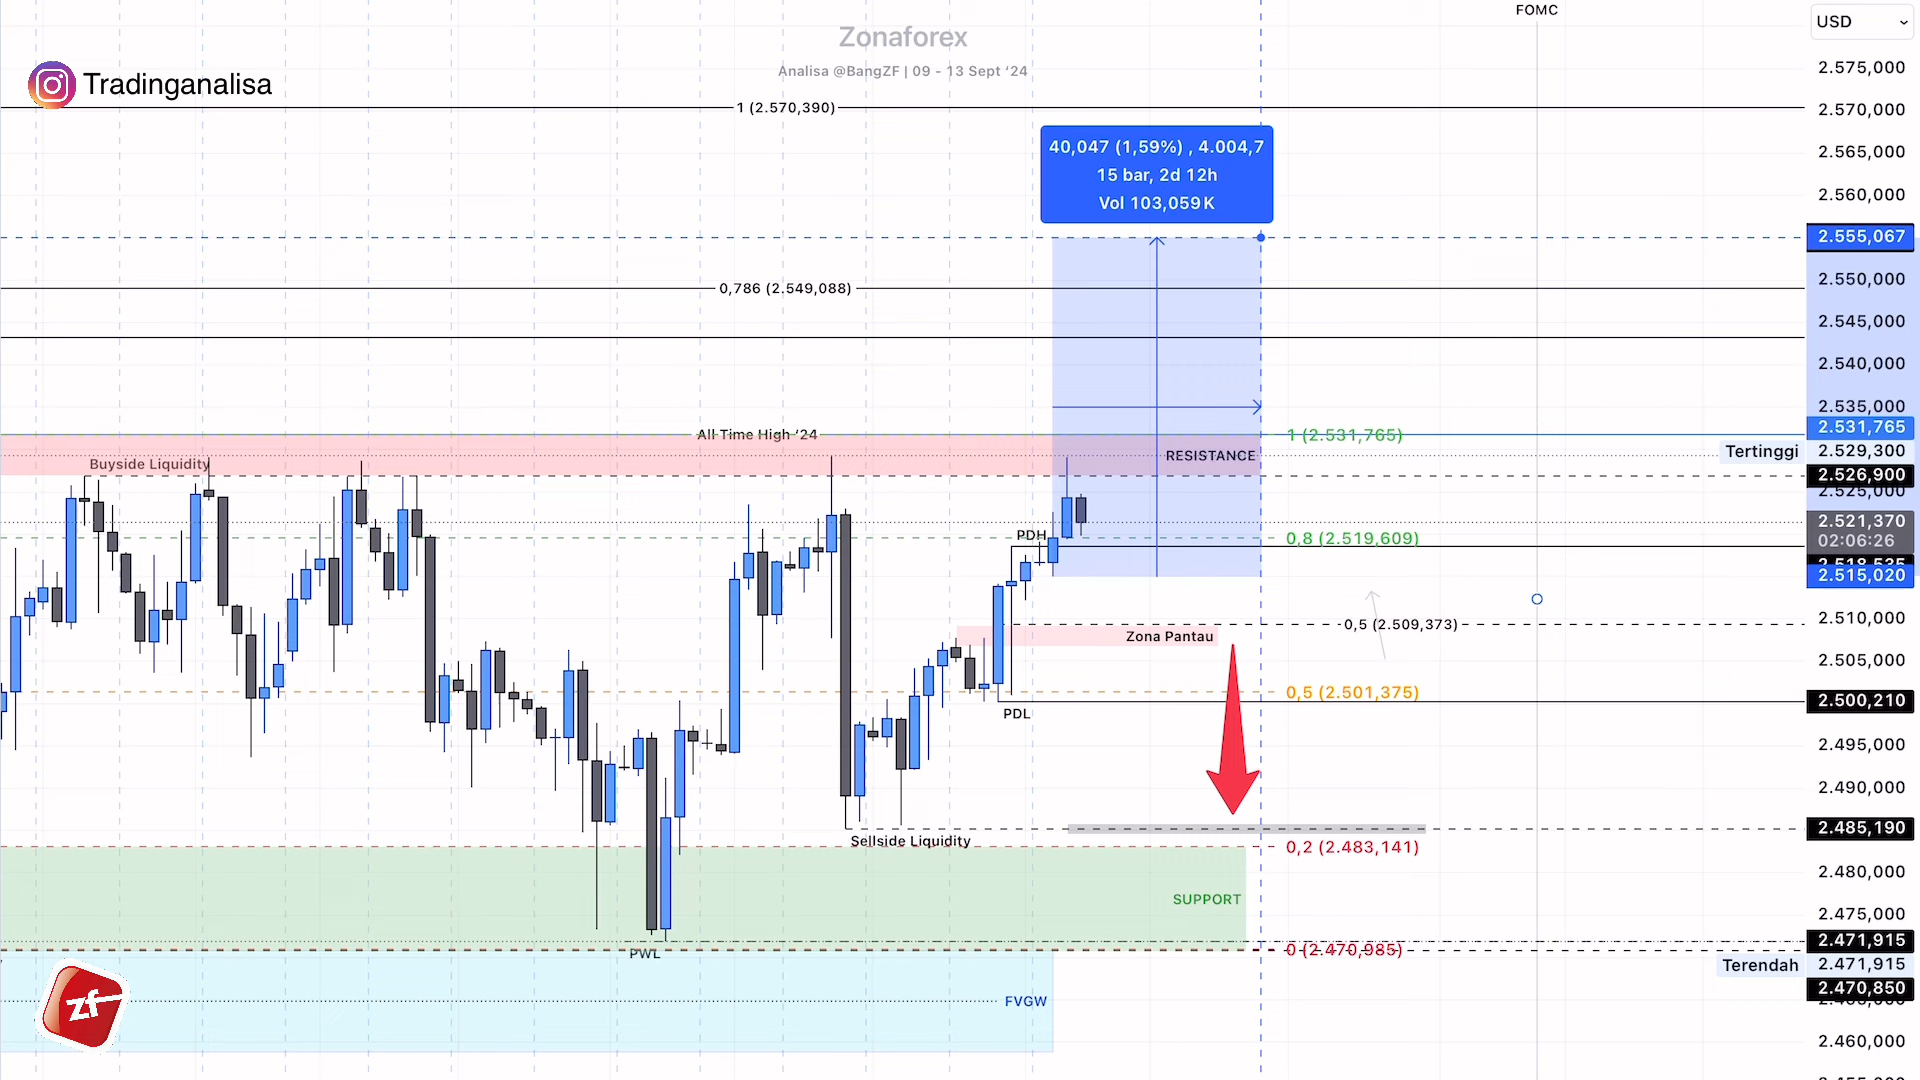 FOMC
USD
Zonaforex
Analisa @BangZF | 09 - 13 Sept ‘24
Tradinganalisa
2.575,000
1 (2.570,390)
2.570,000
40,047 (1,59%) , 4.004,7
15 bar, 2d 12h
Vol 103,059K
2.565,000
2.560,000
2.555,067
2.550,000
0,786 (2.549,088)
2.545,000
2.540,000
2.535,000
All Time High ‘24
1 (2.531,765)
2.531,765
Buyside Liquidity
RESISTANCE
Tertinggi
2.529,300
2.526,900
2.525,000
2.521,370
02:06:26
PDH
0,8 (2.519,609)
2.518,535
2.515,020
2.510,000
0,5 (2.509,373)
Zona Pantau
2.505,000
0,5 (2.501,375)
2.500,210
PDL
2.495,000
2.490,000
2.485,190
Sellside Liquidity
0,2 (2.483,141)
2.480,000
SUPPORT
2.475,000
2.471,915
PWL
0 (2.470,985)
Terendah
2.471,915
2.470,850
FVGW
zf
2.460,000